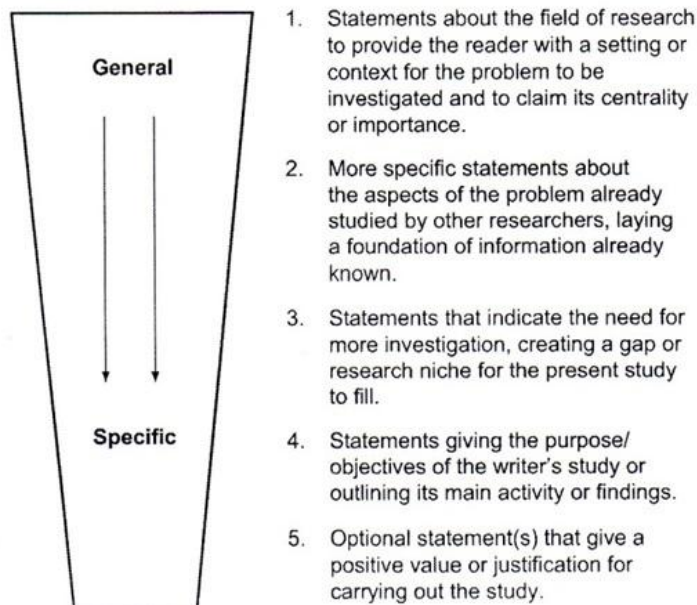 General
Specific
1. Statements about the field of research
to provide the reader with a setting or
context for the problem to be
investigated and to claim its centrality
or importance.
2. More specific statements about
the aspects of the problem already
studied by other researchers, laying
a foundation of information already
known.
3. Statements that indicate the need for
more investigation, creating a gap or
research niche for the present study
to fill.
4. Statements giving the purpose/
objectives of the writer's study or
outlining its main activity or findings.
5. Optional statement(s) that give a
positive value or justification for
carrying out the study.